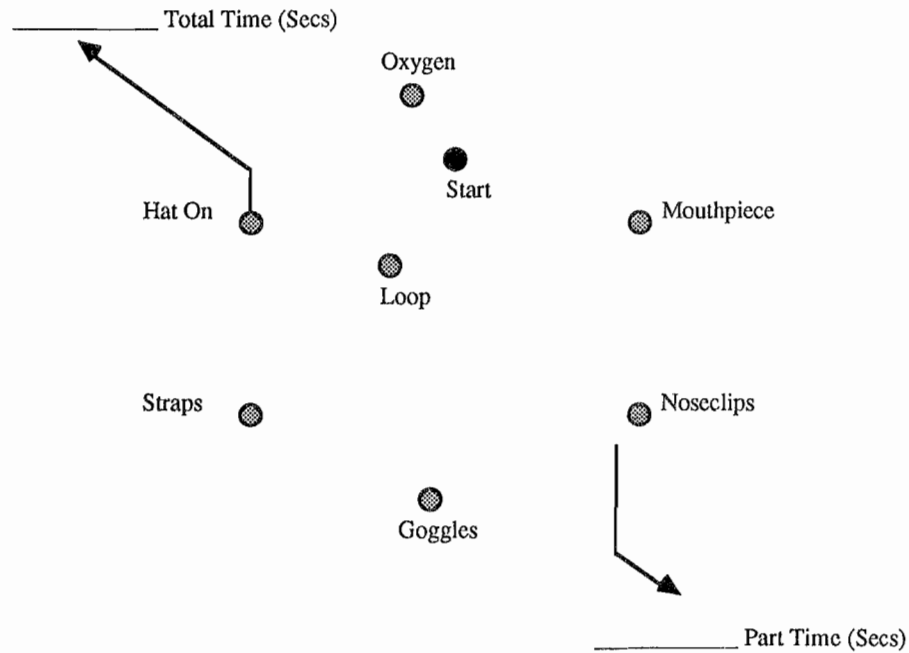 Total Time (Secs)
Oxygen
Start
Hat On
Mouthpiece
Loop
Straps
Noseclips
Goggles
Part Time (Secs)